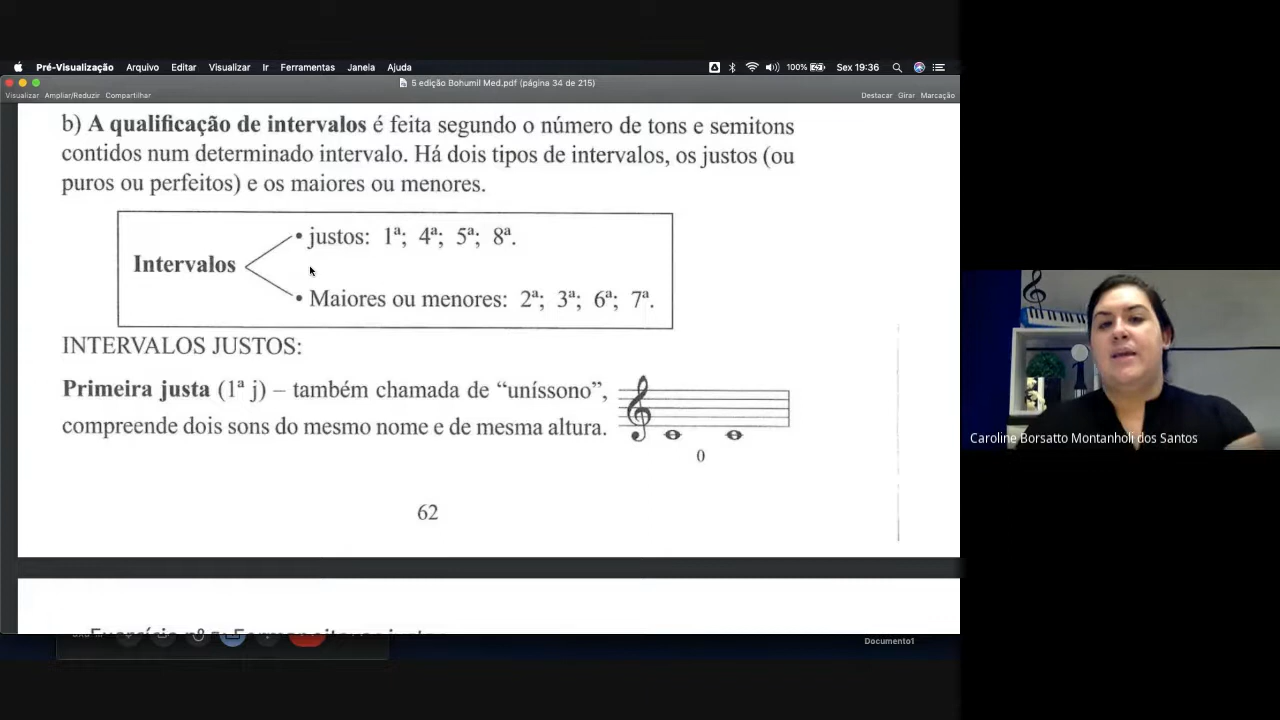 Pré-Visualização Arquivo Editar Visualizar Ir Ferramentas Janela Ajuda 100% Sex 19:36
5 edição Bohumil Med.pdf (página 34 de 215)
Visualizar Ampliar/Reduzir Compartilhar Destacar Girar Marcação
b) A qualificação de intervalos é feita segundo o número de tons e semitons
contidos num determinado intervalo. Há dois tipos de intervalos, os justos (ou
puros ou perfeitos) e os maiores ou menores.
• justos: 1ª; 4ª; 5ª; 8ª.
Intervalos
• Maiores ou menores: 2ª; 3ª; 6ª; 7ª.
INTERVALOS JUSTOS:
Primeira justa (1ª j) – também chamada de “uníssono”,
compreende dois sons do mesmo nome e de mesma altura.
0
62
Caroline Borsatto Montanholi dos Santos
Documento1